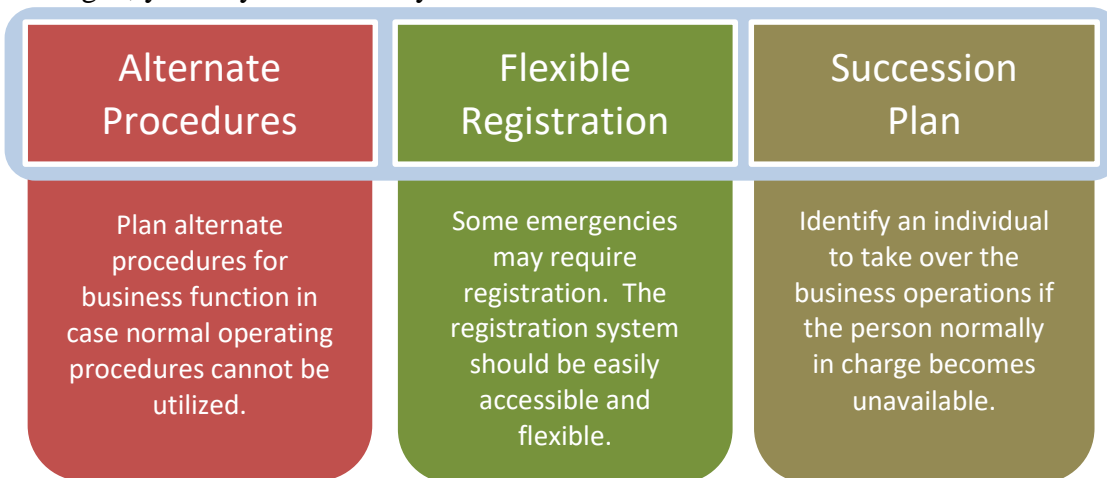 Alternate
Procedures
Plan alternate
procedures for
business function in
case normal operating
procedures cannot be
utilized.
Flexible
Registration
Some emergencies
may require
registration.  The
registration system
should be easily
accessible and
flexible.
Succession
Plan
Identify an individual
to take over the
business operations if
the person normally
in charge becomes
unavailable.